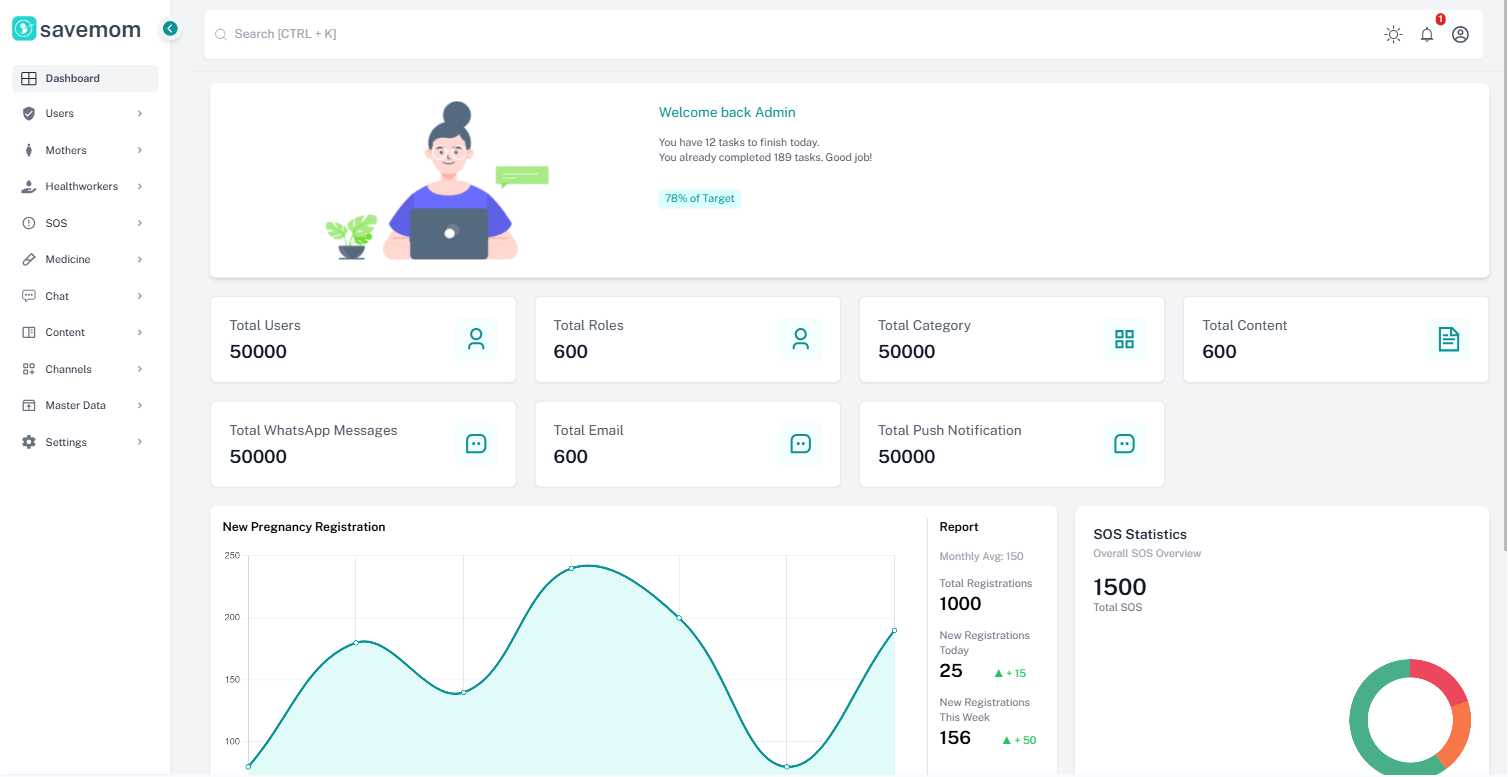 savemom
Search [CTRL + K]
1
Dashboard
Users
Mothers
Healthworkers
SOS
Medicine
Chat
Content
Channels
Master Data
Settings
Welcome back Admin
You have 12 tasks to finish today.
You already completed 189 tasks. Good job!
78% of Target
Total Users
50000
Total Roles
600
Total Category
50000
Total Content
600
Total WhatsApp Messages
50000
Total Email
600
Total Push Notification
50000
New Pregnancy Registration
250
200
150
100
Report
Monthly Avg: 150
Total Registrations
1000
New Registrations
Today
25
+ 15
New Registrations
This Week
156
+ 50
SOS Statistics
Overall SOS Overview
1500
Total SOS